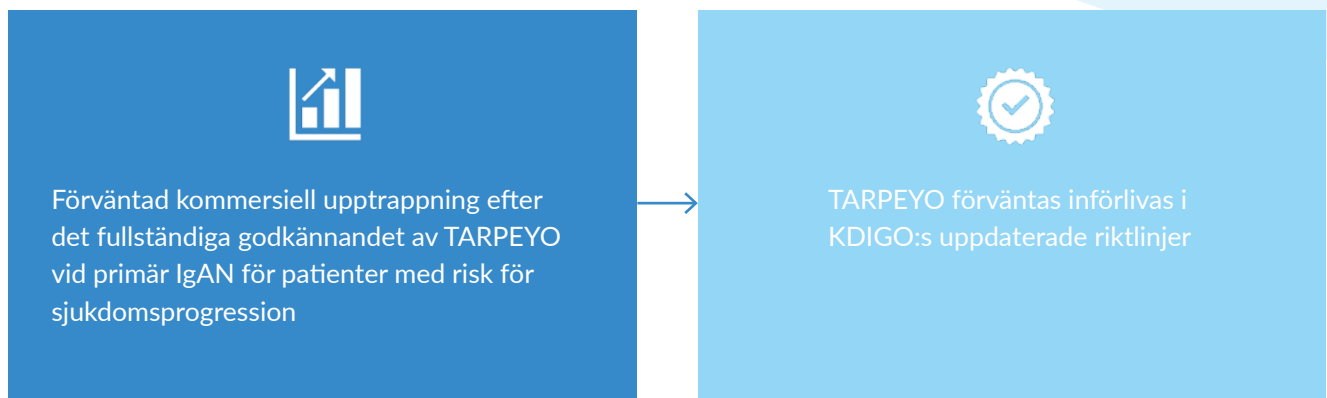 Förväntad kommersiell upptrappning efter
det fullständiga godkännandet av TARPEYO
vid primär IgAN för patienter med risk för
sjukdomsprogression
TARPEYO förväntas införlivas i
KDIGO:s uppdaterade riktlinjer